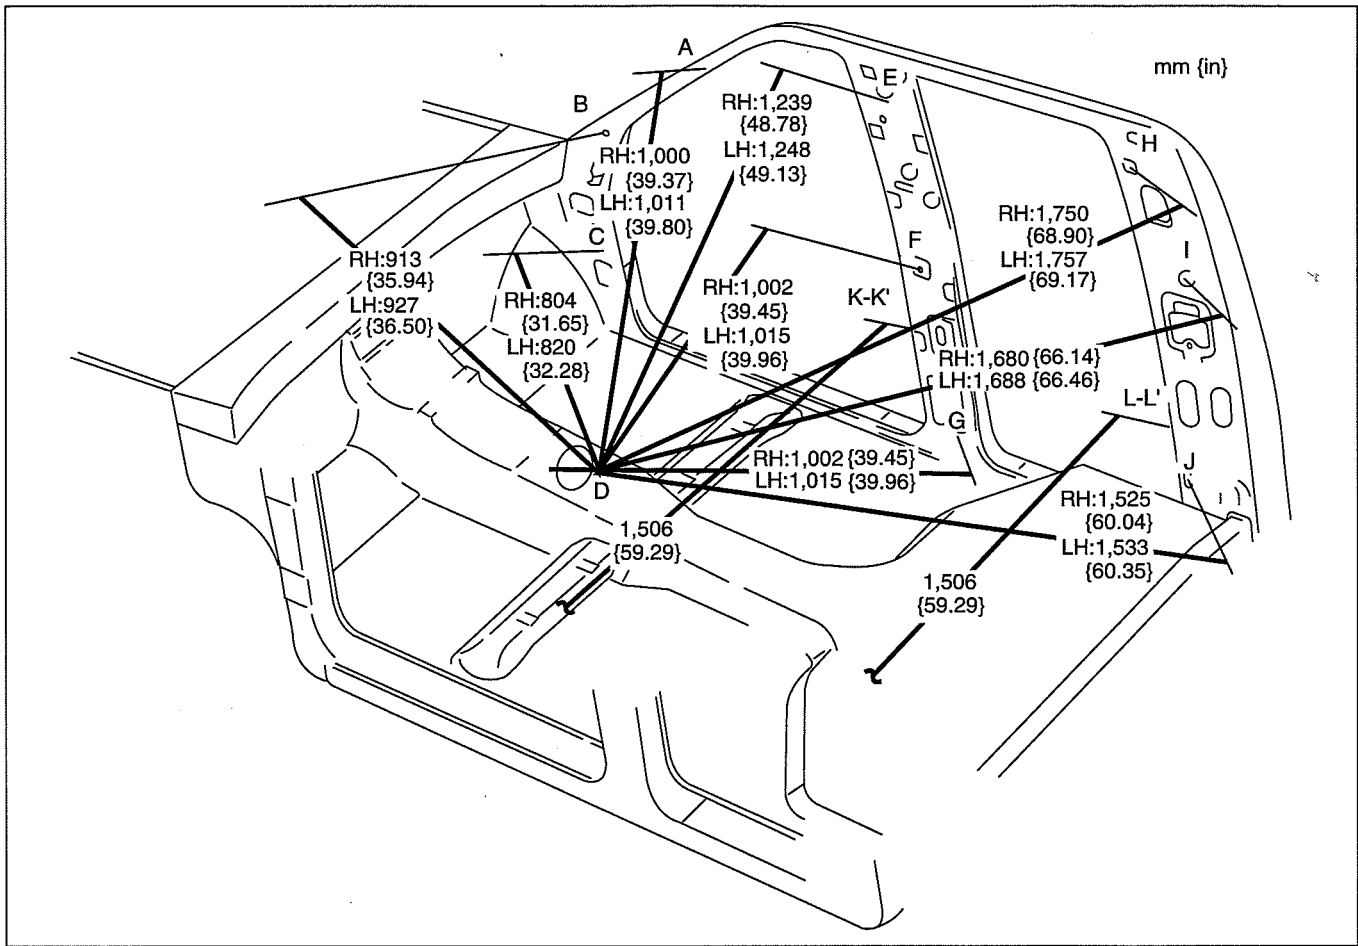 A
mm {in}
E
B
RH:1,239
{48.78}
LH:1,248
{49.13}
H
RH:1,000
{39.37}
LH:1,011
{39.80}
RH:1,750
{68.90}
LH:1.757
{69.17}
C
F
I
RH:913
{35.94}
LH:927
{36.50}
RH:804
{31.65}
LH:820
{32.28}
RH:1,002
{39.45}
LH:1,015
{39.96}
K-K'
RH:1,680 {66.14}
LH:1,688 {66.46}
L-L'
G
RH:1,002 {39.45}
LH:1,015 {39.96}
J
D
RH:1,525
{60.04}
LH:1,533
{60.35}
1,506
{59.29}
1,506
{59.29}